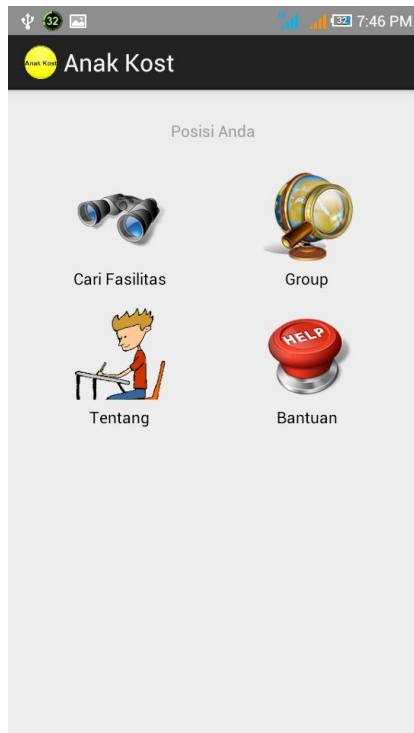 32
32
7:46 PM
Anak Kost
Anak Kost
Posisi Anda
Cari Fasilitas
Group
HELP
Tentang
Bantuan